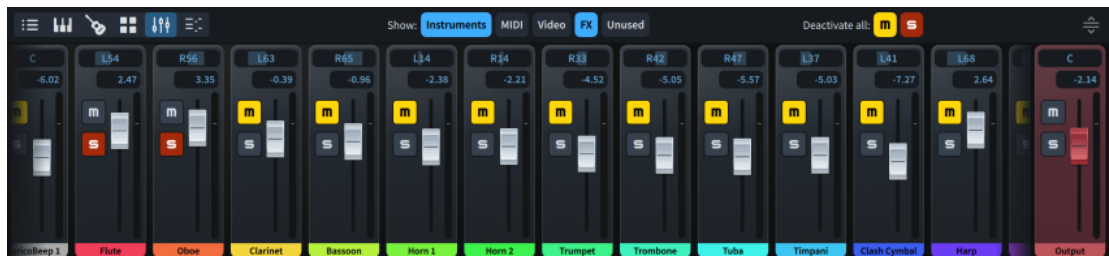 Show: Instruments MIDI Video FX Unused Deactivate all: m s
C L54 R56 L63 R65 L14 R14 R33 R42 R47 L37 L41 L68 C
-6.02 2.47 3.35 -0.39 -0.96 -2.38 -2.21 -4.52 -5.05 -5.57 -5.03 -7.27 2.64 -2.14
m m m m m m m m m m m m m m
s s s s s s s s s s s s s s
Flute Oboe Clarinet Bassoon Horn 1 Horn 2 Trumpet Trombone Tuba Timpani Clash Cymbal Harp Output